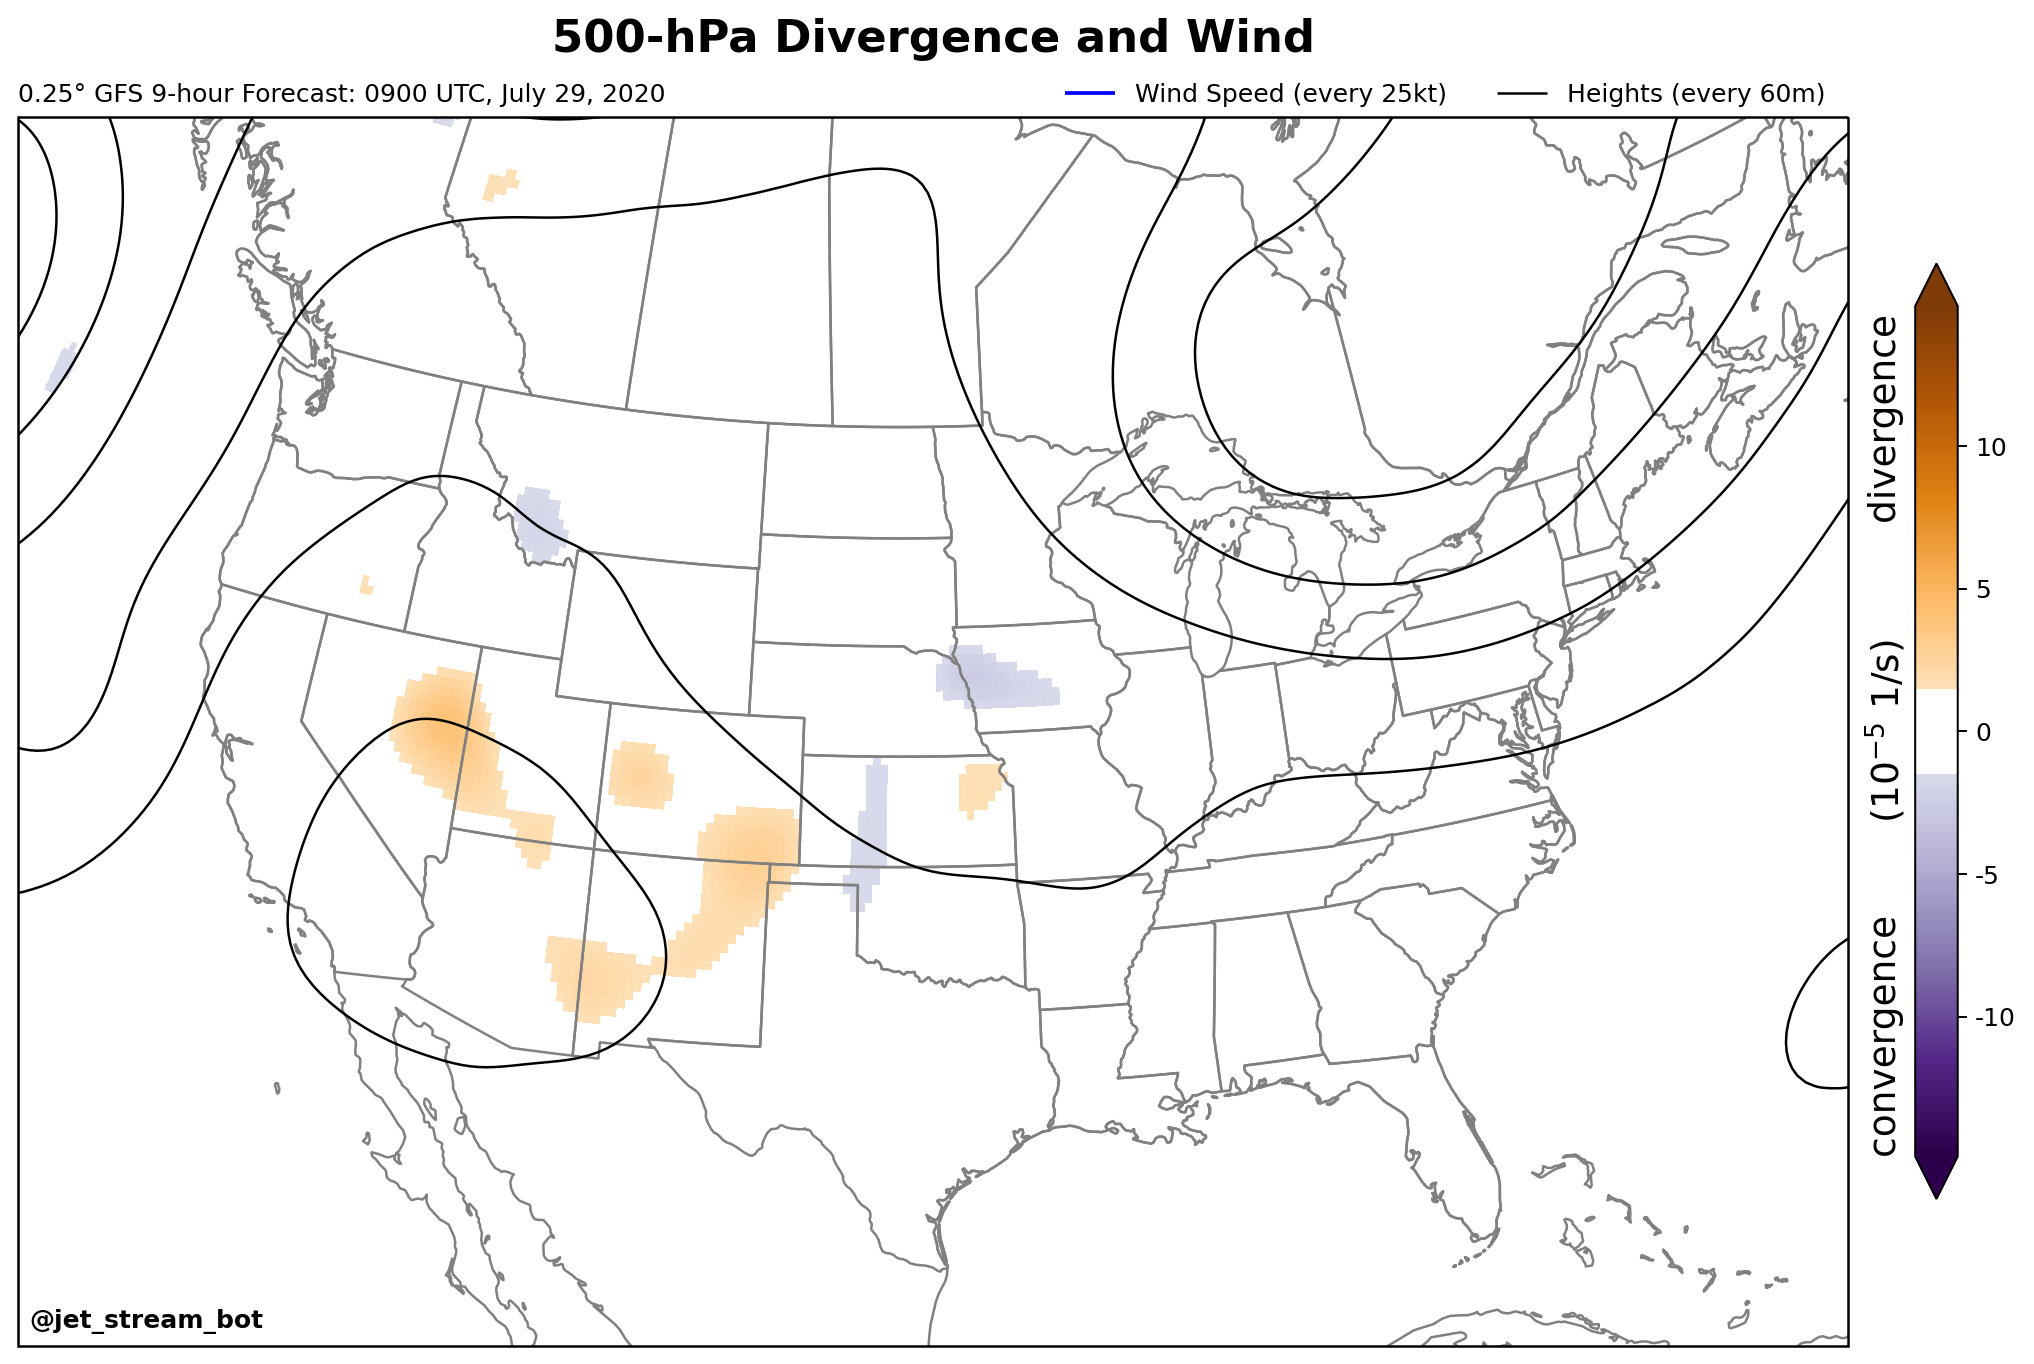 500-hPa Divergence and Wind
0.25° GFS 9-hour Forecast: 0900 UTC, July 29, 2020
Wind Speed (every 25kt)
Heights (every 60m)
divergence
(10⁻⁵ 1/s)
convergence
10
5
0
-5
-10
@jet_stream_bot